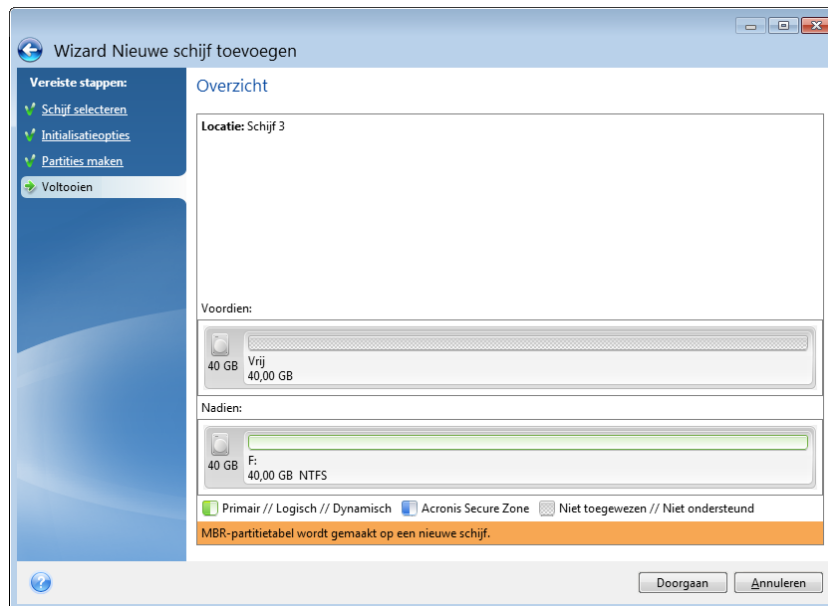 Wizard Nieuwe schijf toevoegen
Vereiste stappen:
Schijf selecteren
Initialisatieopties
Partities maken
Voltooien
Overzicht
Locatie: Schijf 3
Voordien:
40 GB
Vrij
40,00 GB
Nadien:
40 GB
F:
40,00 GB NTFS
Primair // Logisch // Dynamisch Acronis Secure Zone Niet toegewezen // Niet ondersteund
MBR-partitietabel wordt gemaakt op een nieuwe schijf.
Doorgaan Annuleren